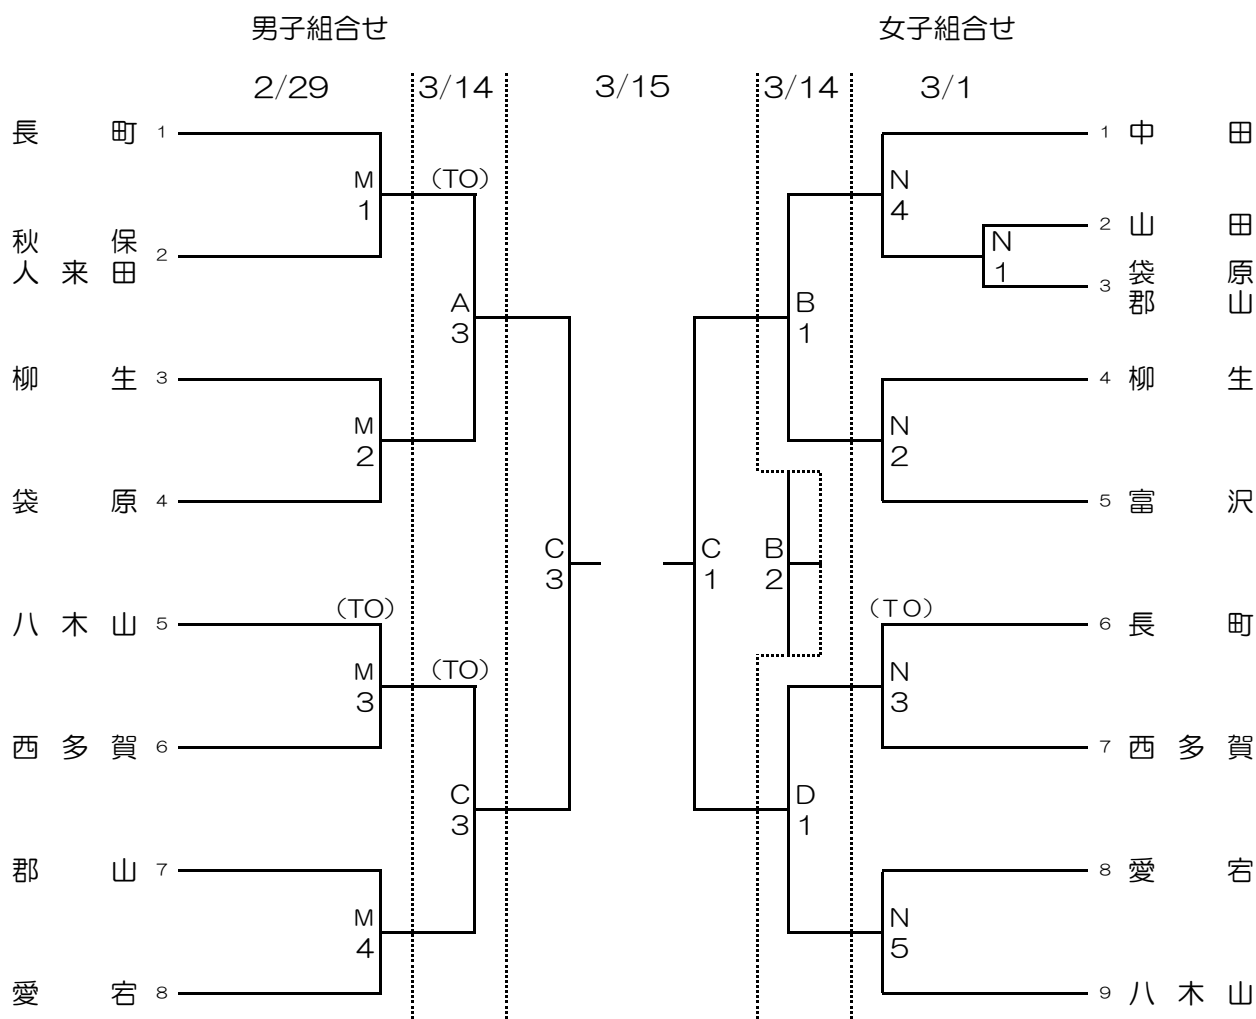 男子組合せ 女子組合せ
2/29 3/14 3/15 3/14 3/1
長町 1 1 中田
M 1 (TO) N 4
秋保 人来田 2 2 山田
N 1
3 袋原 郡山
A 3 B 1
柳生 3 4 柳生
M 2 N 2
袋原 4 5 富沢
C 3 C 1 B 2
八木山 5 (TO) (TO) 6 長町
M 3 (TO) N 3
西多賀 6 7 西多賀
C 3 D 1
郡山 7 8 愛宕
M 4 N 5
愛宕 8 9 八木山